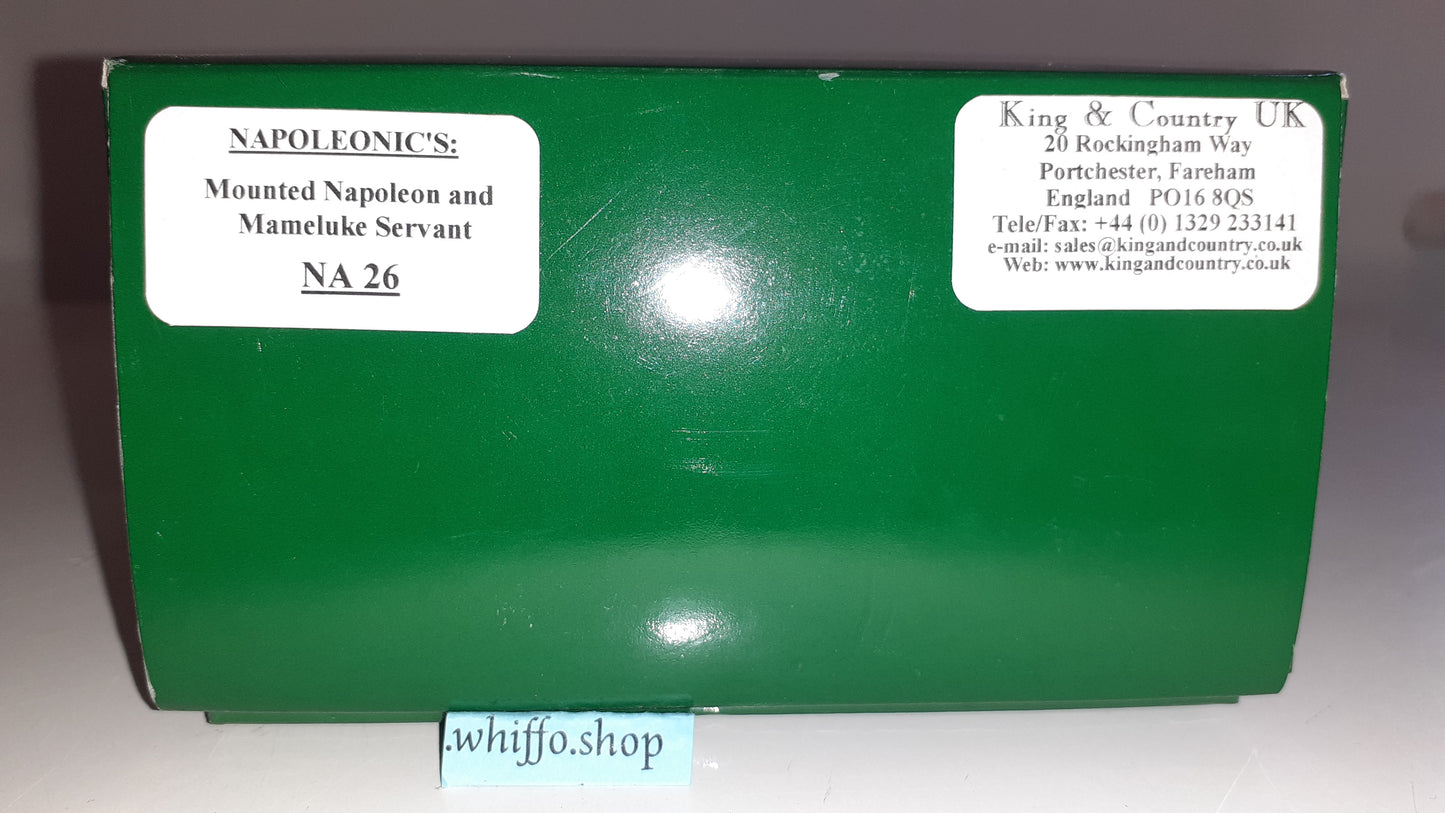 NAPOLEONIC'S:
Mounted Napoleon and
Mameluke Servant
NA 26
King & Country UK
20 Rockingham Way
Portchester, Fareham
England PO16 8QS
Tele/Fax: +44 (0) 1329 233141
e-mail: sales@kingandcountry.co.uk
Web: www.kingandcountry.co.uk
.whiffo.shop